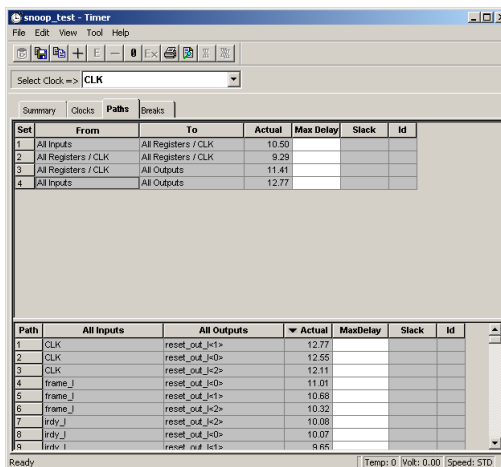 snoop_test - Timer
File Edit View Tool Help
Select Clock => CLK
Summary Clocks Paths Breaks
Set From To Actual Max Delay Slack Id
1 All Inputs All Registers / CLK 10.50
2 All Registers / CLK All Registers / CLK 9.29
3 All Registers / CLK All Outputs 11.41
4 All Inputs All Outputs 12.77
Path All Inputs All Outputs Actual MaxDelay Slack Id
1 CLK reset_out_l<1> 12.77
2 CLK reset_out_l<0> 12.55
3 CLK reset_out_l<2> 12.11
4 frame_l reset_out_l<0> 11.01
5 frame_l reset_out_l<1> 10.68
6 frame_l reset_out_l<2> 10.32
7 irdy_l reset_out_l<2> 10.08
8 irdy_l reset_out_l<0> 10.07
9 irdy_l reset_out_l<1> 9.65
Ready Temp: 0 Volt: 0.00 Speed: STD